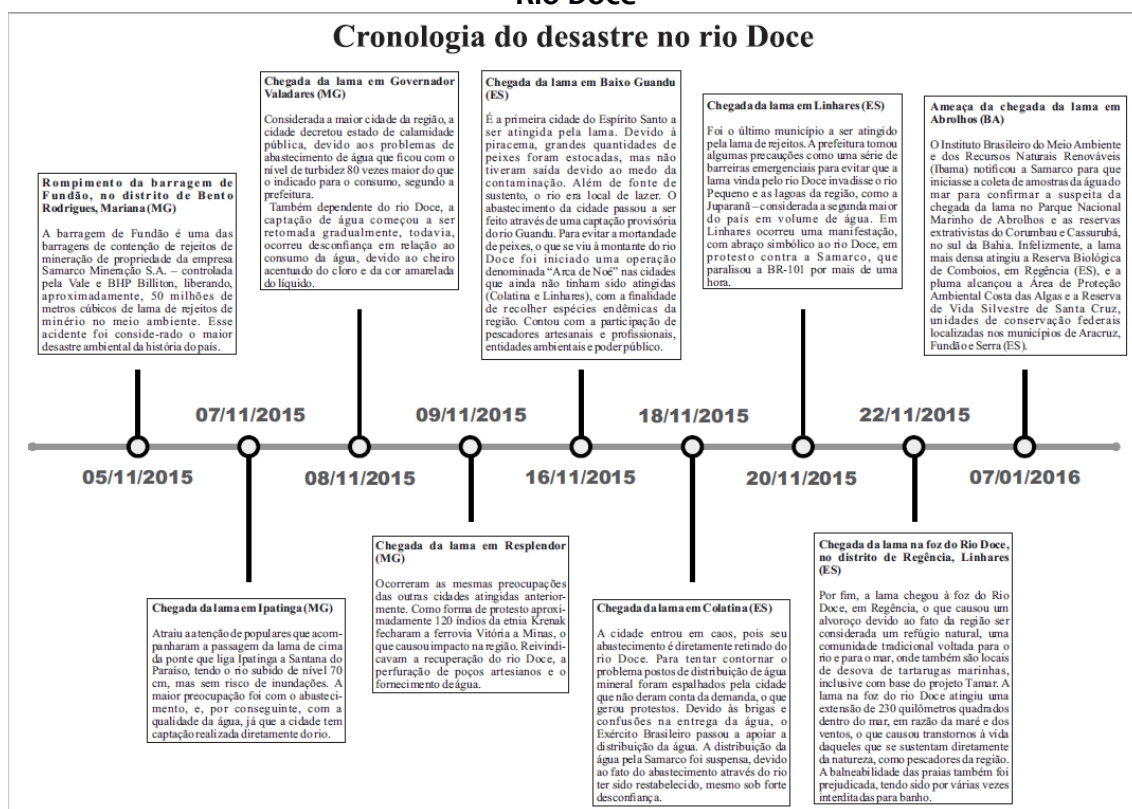 Rio Doce
Cronologia do desastre no rio Doce
Rompimento da barragem de
Fundão, no distrito de Bento
Rodrigues, Mariana (MG)
A barragem de Fundão é uma das
barragens de contenção de rejeitos de
mineração de propriedade da empresa
Samarco Mineração S.A. – controlada
pela Vale e BHP Billiton, liberando,
aproximadamente, 50 milhões de
metros cúbicos de lama de rejeitos de
minério no meio ambiente. Esse
acidente foi conside-rado o maior
desastre ambiental da história do país.
05/11/2015
07/11/2015
Chegada da lama em Ipatinga (MG)
Atraiu a atenção de populares que acom-
panharam a passagem da lama de cima
da ponte que liga Ipatinga a Santana do
Paraíso, tendo o rio subido de nível 70
cm, mas sem risco de inundações. A
maior preocupação foi com o abasteci-
mento, e, por conseguinte, com a
qualidade da água, já que a cidade tem
captação realizada diretamente do rio.
Chegada da lama em Governador
Valadares (MG)
Considerada a maior cidade da região, a
cidade decretou estado de calamidade
pública, devido aos problemas de
abastecimento de água que ficou com o
nível de turbidez 80 vezes maior do que
o indicado para o consumo, segundo a
prefeitura.
Também dependente do rio Doce, a
captação de água começou a ser
retomada gradualmente, todavia,
ocorreu desconfiança em relação ao
consumo da água, devido ao cheiro
acentuado do cloro e da cor amarelada
do líquido.
08/11/2015
09/11/2015
Chegada da lama em Resplendor
(MG)
Ocorreram as mesmas preocupações
das outras cidades atingidas anterior-
mente. Como forma de protesto aproxi-
madamente 120 índios da etnia Krenak
fecharam a ferrovia Vitória a Minas, o
que causou impacto na região. Reivindi-
cavam a recuperação do rio Doce, a
perfuração de poços artesianos e o
fornecimento de água.
Chegada da lama em Baixo Guandu
(ES)
É a primeira cidade do Espírito Santo a
ser atingida pela lama. Devido à
piracema, grandes quantidades de
peixes foram estocadas, mas não
tiveram saída devido ao medo da
contaminação. Além de fonte de
sustento, o rio era local de lazer. O
abastecimento da cidade passou a ser
feito através de uma captação provisória
do rio Guandu. Para evitar a mortandade
de peixes, o que se viu à montante do rio
Doce foi iniciado uma operação
denominada “Arca de Noé” nas cidades
que ainda não tinham sido atingidas
(Colatina e Linhares), com a finalidade
de recolher espécies endêmicas da
região. Contou com a participação de
pescadores artesanais e profissionais,
entidades ambientais e poder público.
16/11/2015
18/11/2015
Chegada da lama em Colatina (ES)
A cidade entrou em caos, pois seu
abastecimento é diretamente retirado do
rio Doce. Para tentar contornar o
problema postos de distribuição de água
mineral foram espalhados pela cidade
que não deram conta da demanda, o que
gerou protestos. Devido às brigas e
confusões na entrega da água, o
Exército Brasileiro passou a apoiar a
distribuição da água. A distribuição da
água pela Samarco foi suspensa, devido
ao fato do abastecimento através do rio
ter sido restabelecido, mesmo sob forte
desconfiança.
Chegada da lama em Linhares (ES)
Foi o último município a ser atingido
pela lama de rejeitos. A prefeitura tomou
algumas precauções como uma série de
barreiras emergenciais para evitar que a
lama vinda pelo rio Doce invadisse o rio
Pequeno e as lagoas da região, como a
Juparanã – considerada a segunda maior
do país em volume de água. Em
Linhares ocorreu uma manifestação,
com abraço simbólico ao rio Doce, em
protesto contra a Samarco, que
paralisou a BR-101 por mais de uma
hora.
20/11/2015
22/11/2015
Chegada da lama na foz do Rio Doce,
no distrito de Regência, Linhares
(ES)
Por fim, a lama chegou à foz do Rio
Doce, em Regência, o que causou um
alvoroço devido ao fato da região ser
considerada um refúgio natural, uma
comunidade tradicional voltada para o
rio e para o mar, onde também são locais
de desova de tartarugas marinhas,
inclusive com base do projeto Tamar. A
lama na foz do rio Doce atingiu uma
extensão de 230 quilômetros quadrados
dentro do mar, em razão da maré e dos
ventos, o que causou transtornos à vida
daqueles que se sustentam diretamente
da natureza, como pescadores da região.
A balneabilidade das praias também foi
prejudicada, tendo sido por várias vezes
interditadas para banho.
Ameaça da chegada da lama em
Abrolhos (BA)
O Instituto Brasileiro do Meio Ambiente
e dos Recursos Naturais Renováveis
(Ibama) notificou a Samarco para que
iniciasse a coleta de amostras da água do
mar para confirmar a suspeita da
chegada da lama no Parque Nacional
Marinho de Abrolhos e as reservas
extrativistas do Corumbau e Cassurubá,
no sul da Bahia. Infelizmente, a lama
mais densa atingiu a Reserva Biológica
de Comboios, em Regência (ES), e a
pluma alcançou a Área de Proteção
Ambiental Costa das Algas e a Reserva
de Vida Silvestre de Santa Cruz,
unidades de conservação federais
localizadas nos municípios de Aracruz,
Fundão e Serra (ES).
07/01/2016